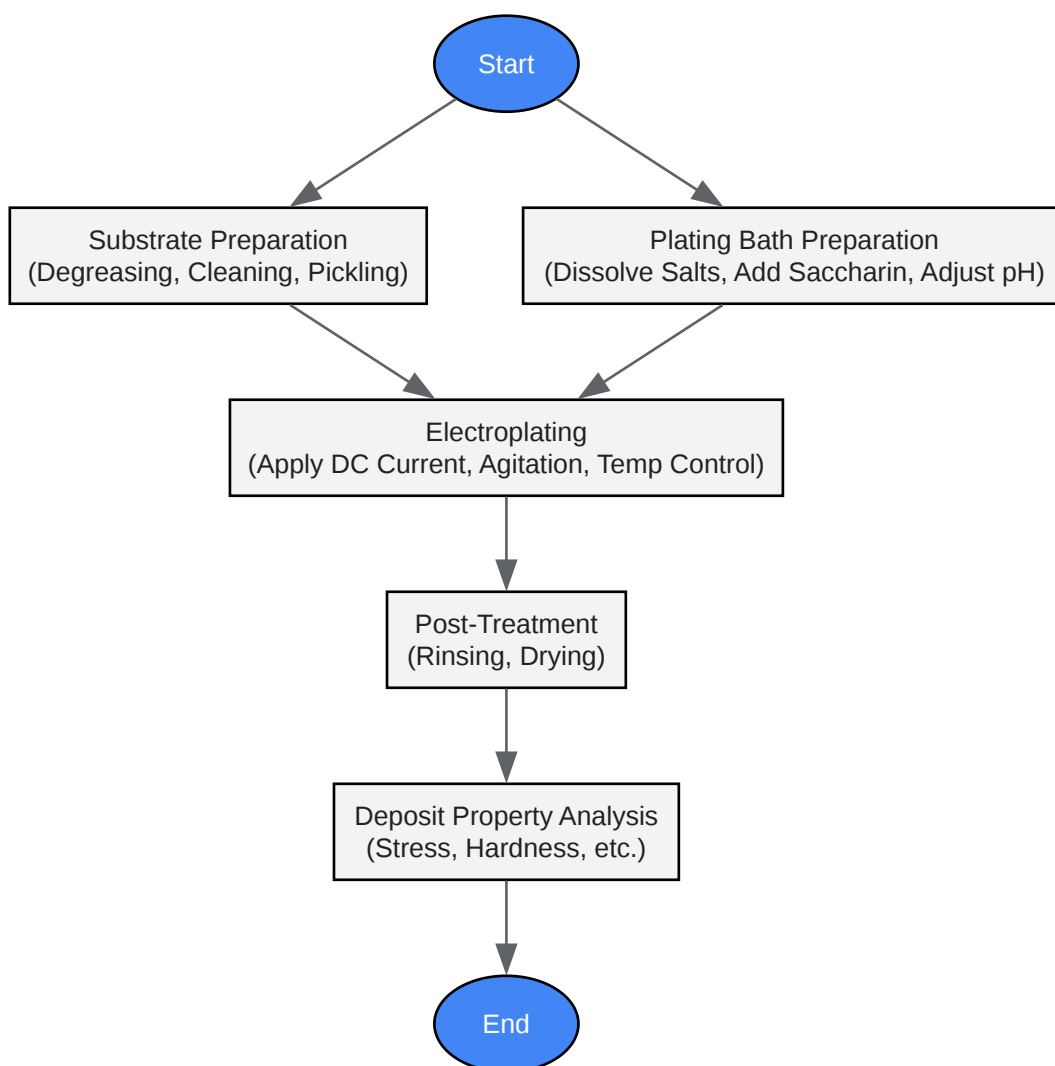 Start
Substrate Preparation
(Degreasing, Cleaning, Pickling)
Plating Bath Preparation
(Dissolve Salts, Add Saccharin, Adjust pH)
Electroplating
(Apply DC Current, Agitation, Temp Control)
Post-Treatment
(Rinsing, Drying)
Deposit Property Analysis
(Stress, Hardness, etc.)
End